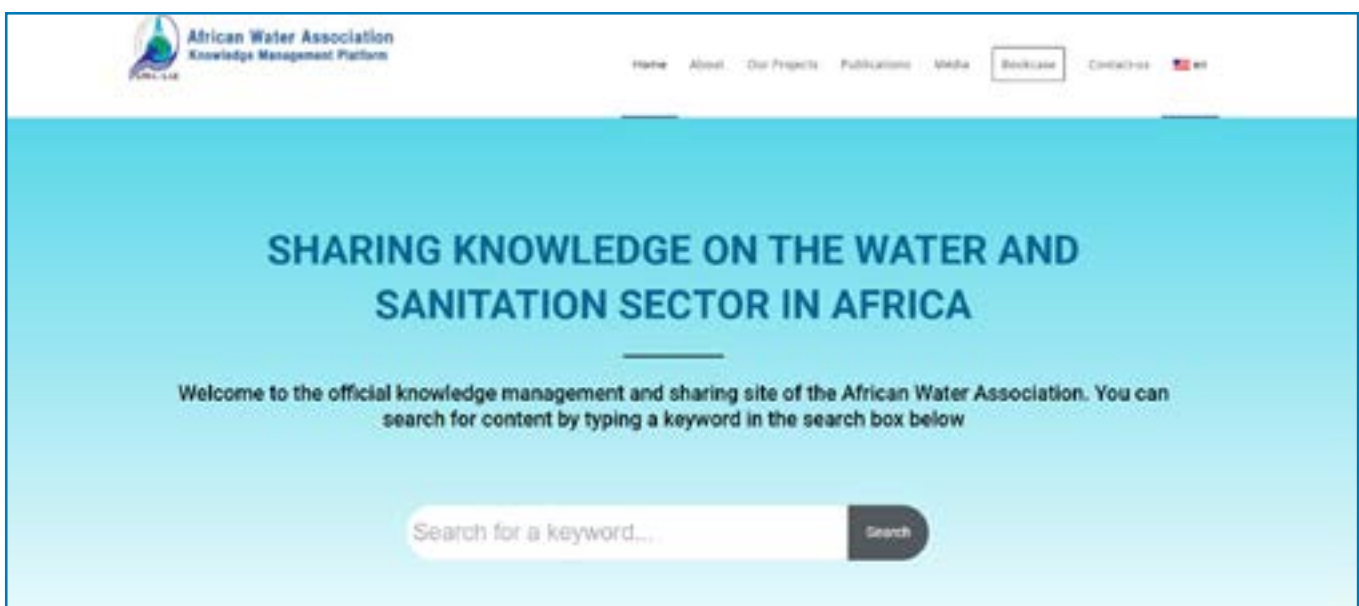 African Water Association
Knowledge Management Platform
Home About Our Projects Publications Media Bookcase Contact-us en
SHARING KNOWLEDGE ON THE WATER AND
SANITATION SECTOR IN AFRICA
Welcome to the official knowledge management and sharing site of the African Water Association. You can
search for content by typing a keyword in the search box below
Search for a keyword...
Search